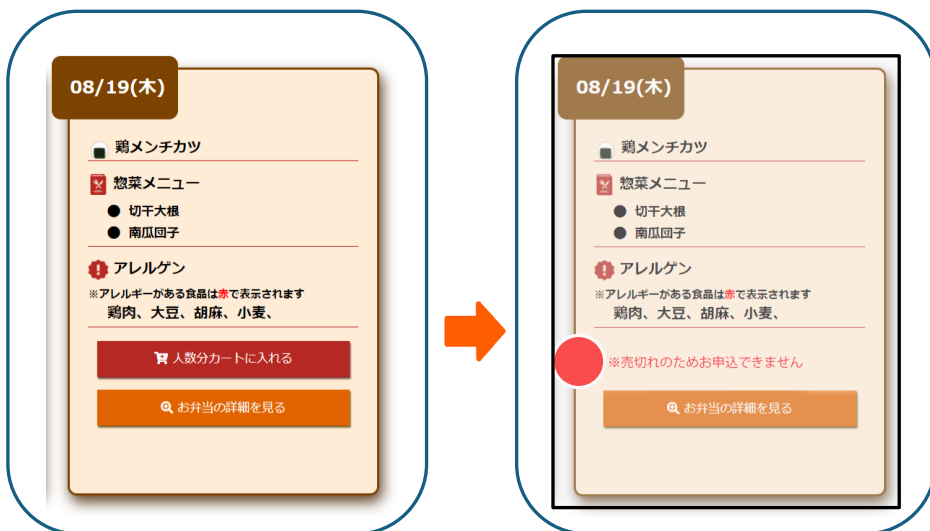 08/19(木)
鶏メンチカツ
惣菜メニュー
● 切干大根
● 南瓜団子
アレルゲン
※アレルギーがある食品は赤で表示されます
鶏肉、大豆、胡麻、小麦、
人数分カートに入れる
お弁当の詳細を見る
08/19(木)
鶏メンチカツ
惣菜メニュー
● 切干大根
● 南瓜団子
アレルゲン
※アレルギーがある食品は赤で表示されます
鶏肉、大豆、胡麻、小麦、
※売切れのためお申込できません
お弁当の詳細を見る